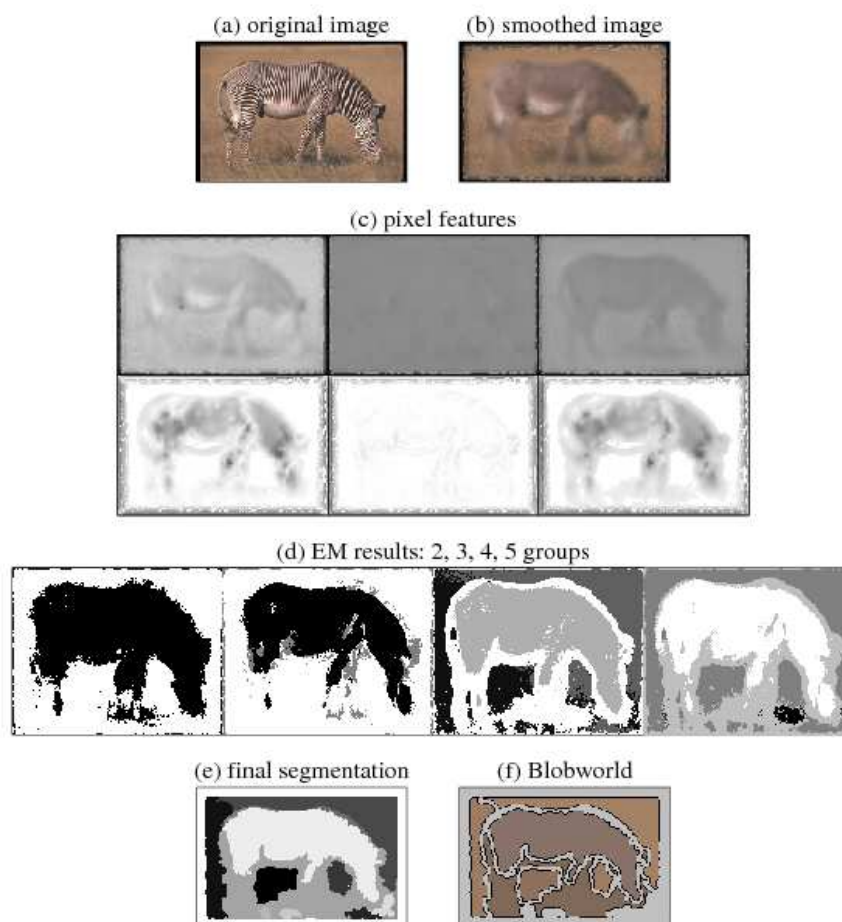 (a) original image
(b) smoothed image
(c) pixel features
(d) EM results: 2, 3, 4, 5 groups
(e) final segmentation
(f) Blobworld